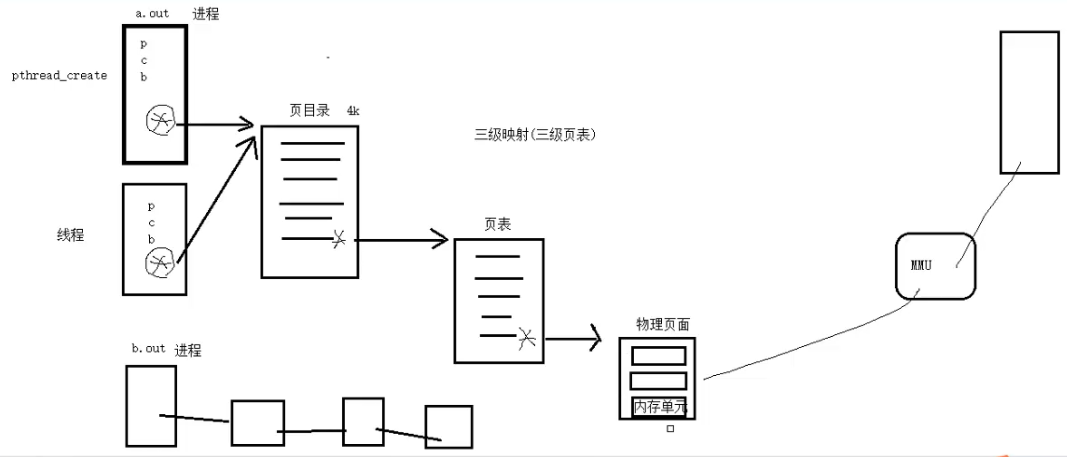 a.out 进程
p
c
b
pthread_create
页目录 4k
三级映射(三级页表)
线程
p
c
b
页表
MMU
物理页面
内存单元
b.out 进程